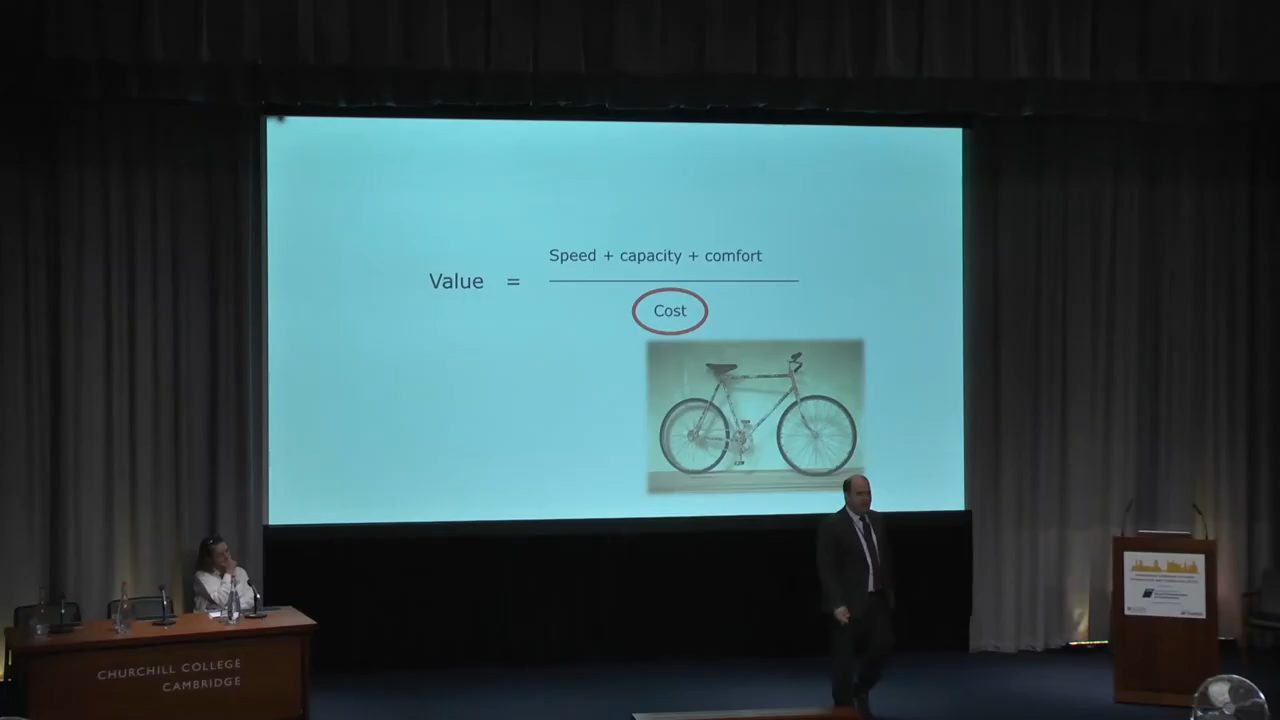 Speed + capacity + comfort
Value =
Cost
CHURCHILL COLLEGE
CAMBRIDGE